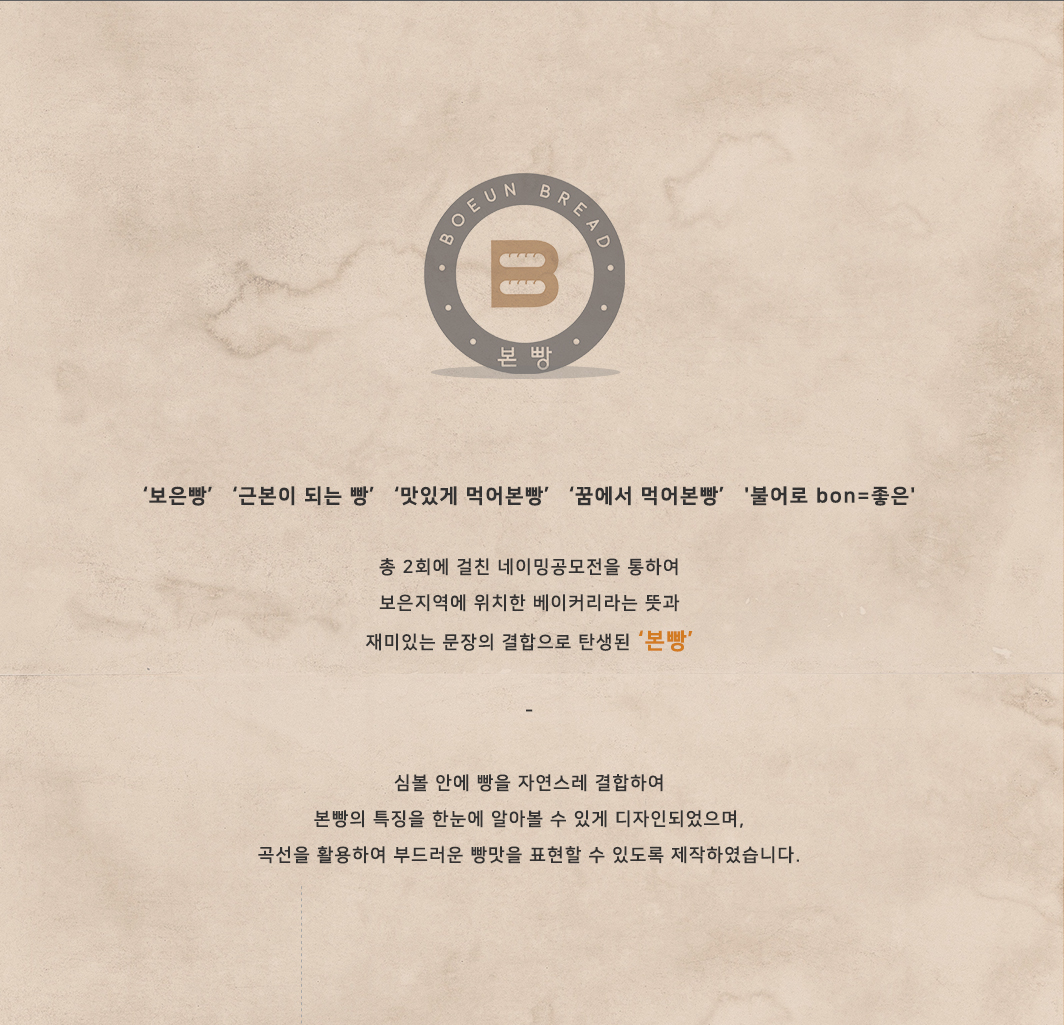 BOEUN BREAD
B
본빵
‘보은빵’ ‘근본이 되는 빵’ ‘맛있게 먹어본빵’ ‘꿈에서 먹어본빵’ '불어로 bon=좋은'
총 2회에 걸친 네이밍공모전을 통하여
보은지역에 위치한 베이커리라는 뜻과
재미있는 문장의 결합으로 탄생된 ‘본빵’
-
심볼 안에 빵을 자연스레 결합하여
본빵의 특징을 한눈에 알아볼 수 있게 디자인되었으며,
곡선을 활용하여 부드러운 빵맛을 표현할 수 있도록 제작하였습니다.